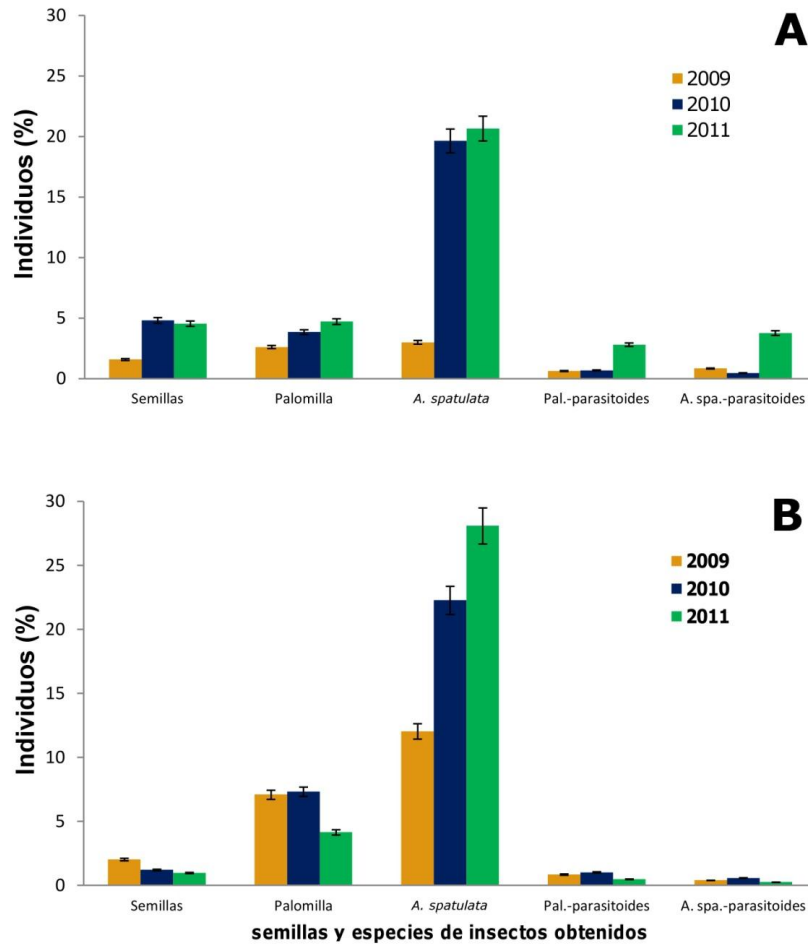 A
30
25
20
15
10
5
0
Individuos (%)
2009
2010
2011
Semillas Palomilla A. spatulata Pal.-parasitoides A. spa.-parasitoides
B
30
25
20
15
10
5
0
Individuos (%)
2009
2010
2011
Semillas Palomilla A. spatulata Pal.-parasitoides A. spa.-parasitoides
semillas y especies de insectos obtenidos